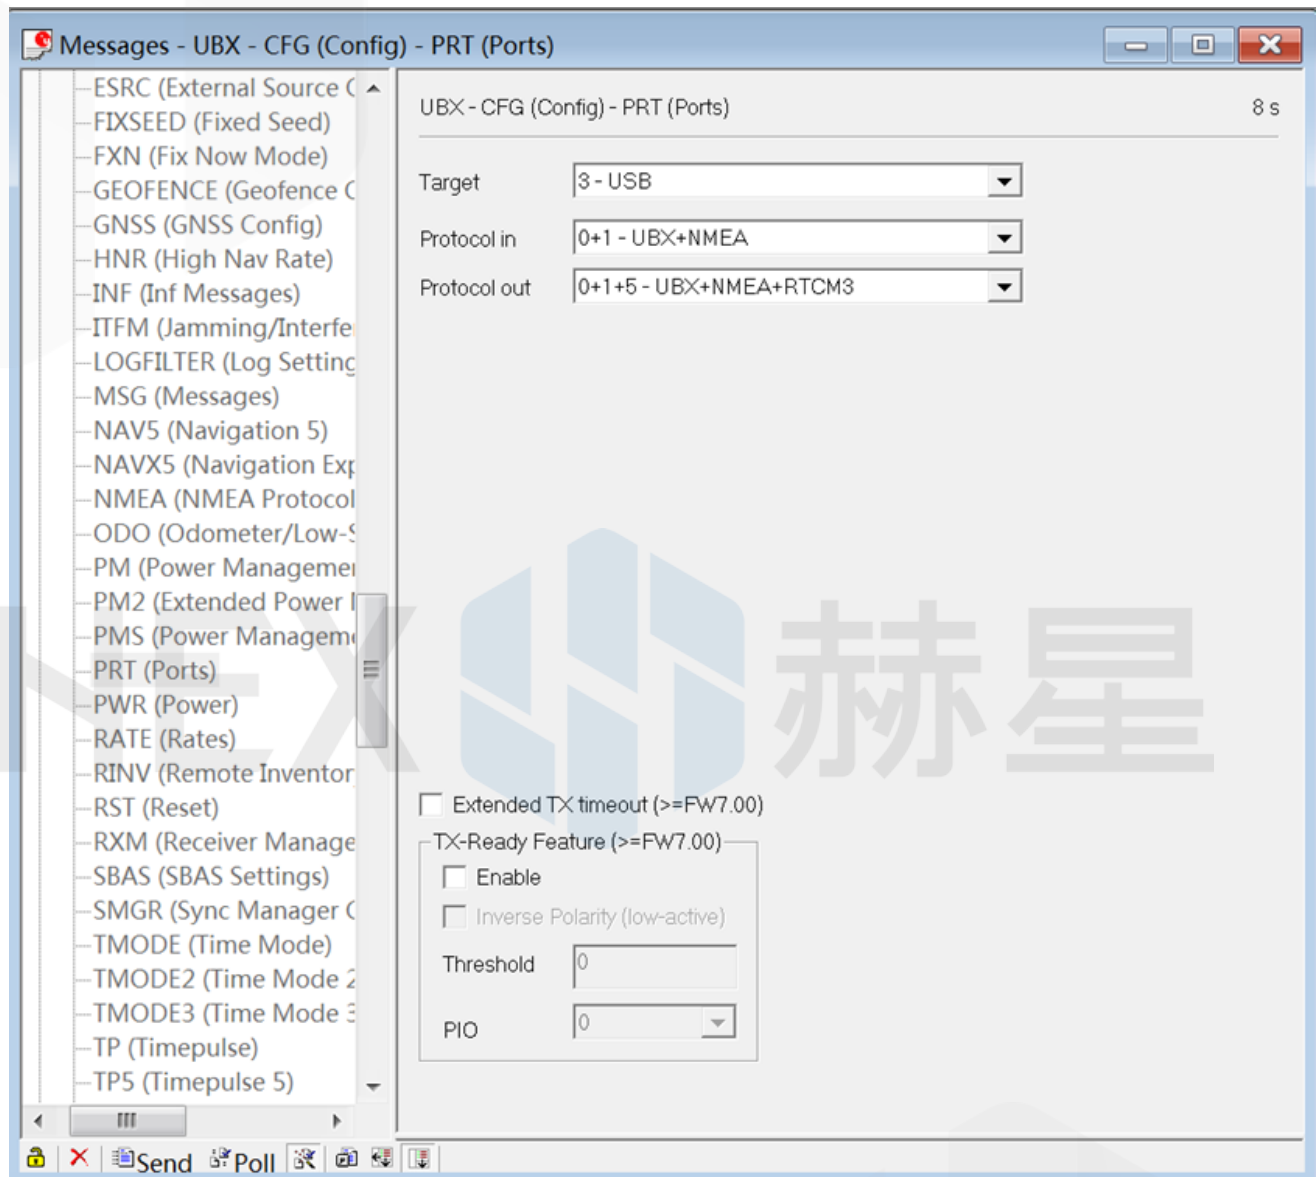 Messages - UBX - CFG (Config) - PRT (Ports)
ESRC (External Source C
FIXSEED (Fixed Seed)
FXN (Fix Now Mode)
GEOFENCE (Geofence C
GNSS (GNSS Config)
HNR (High Nav Rate)
INF (Inf Messages)
ITFM (Jamming/Interfe
LOGFILTER (Log Setting
MSG (Messages)
NAV5 (Navigation 5)
NAVX5 (Navigation Exp
NMEA (NMEA Protocol
ODO (Odometer/Low-S
PM (Power Managemen
PM2 (Extended Power M
PMS (Power Manageme
PRT (Ports)
PWR (Power)
RATE (Rates)
RINV (Remote Inventor
RST (Reset)
RXM (Receiver Manage
SBAS (SBAS Settings)
SMGR (Sync Manager C
TMODE (Time Mode)
TMODE2 (Time Mode 2
TMODE3 (Time Mode 3
TP (Timepulse)
TP5 (Timepulse 5)
UBX - CFG (Config) - PRT (Ports) 8 s
Target 3 - USB
Protocol in 0+1 - UBX+NMEA
Protocol out 0+1+5 - UBX+NMEA+RTCM3
HEX 赫星
Extended TX timeout (>=FW7.00)
TX-Ready Feature (>=FW7.00)
Enable
Inverse Polarity (low-active)
Threshold 0
PIO 0
Send Poll